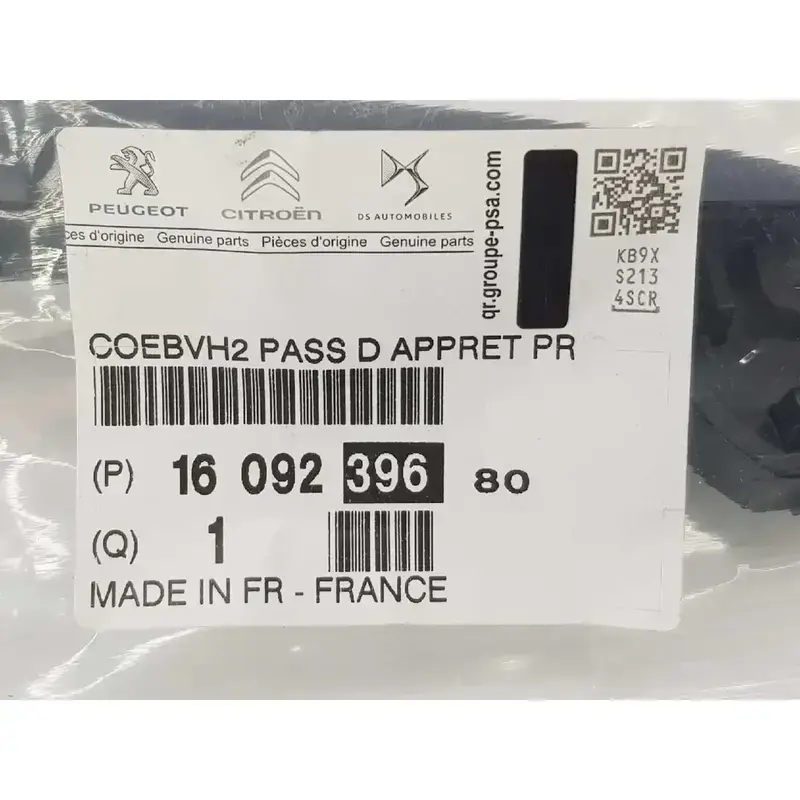 PEUGEOT CITROËN DS AUTOMOBILES
ces d'origine Genuine parts Pièces d'origine Genuine parts
qr.groupe-psa.com
KB9X
S213
4SCR
COEBVH2 PASS D APPRET PR
(P) 16 092 396 80
(Q) 1
MADE IN FR - FRANCE